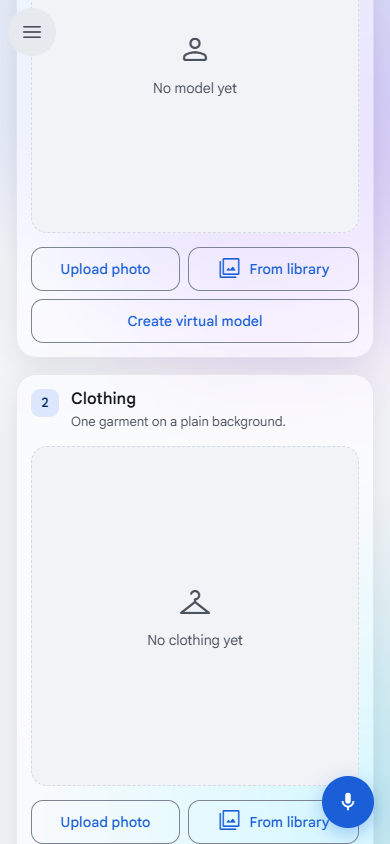 No model yet
Upload photo
From library
Create virtual model
2
Clothing
One garment on a plain background.
No clothing yet
Upload photo
From library